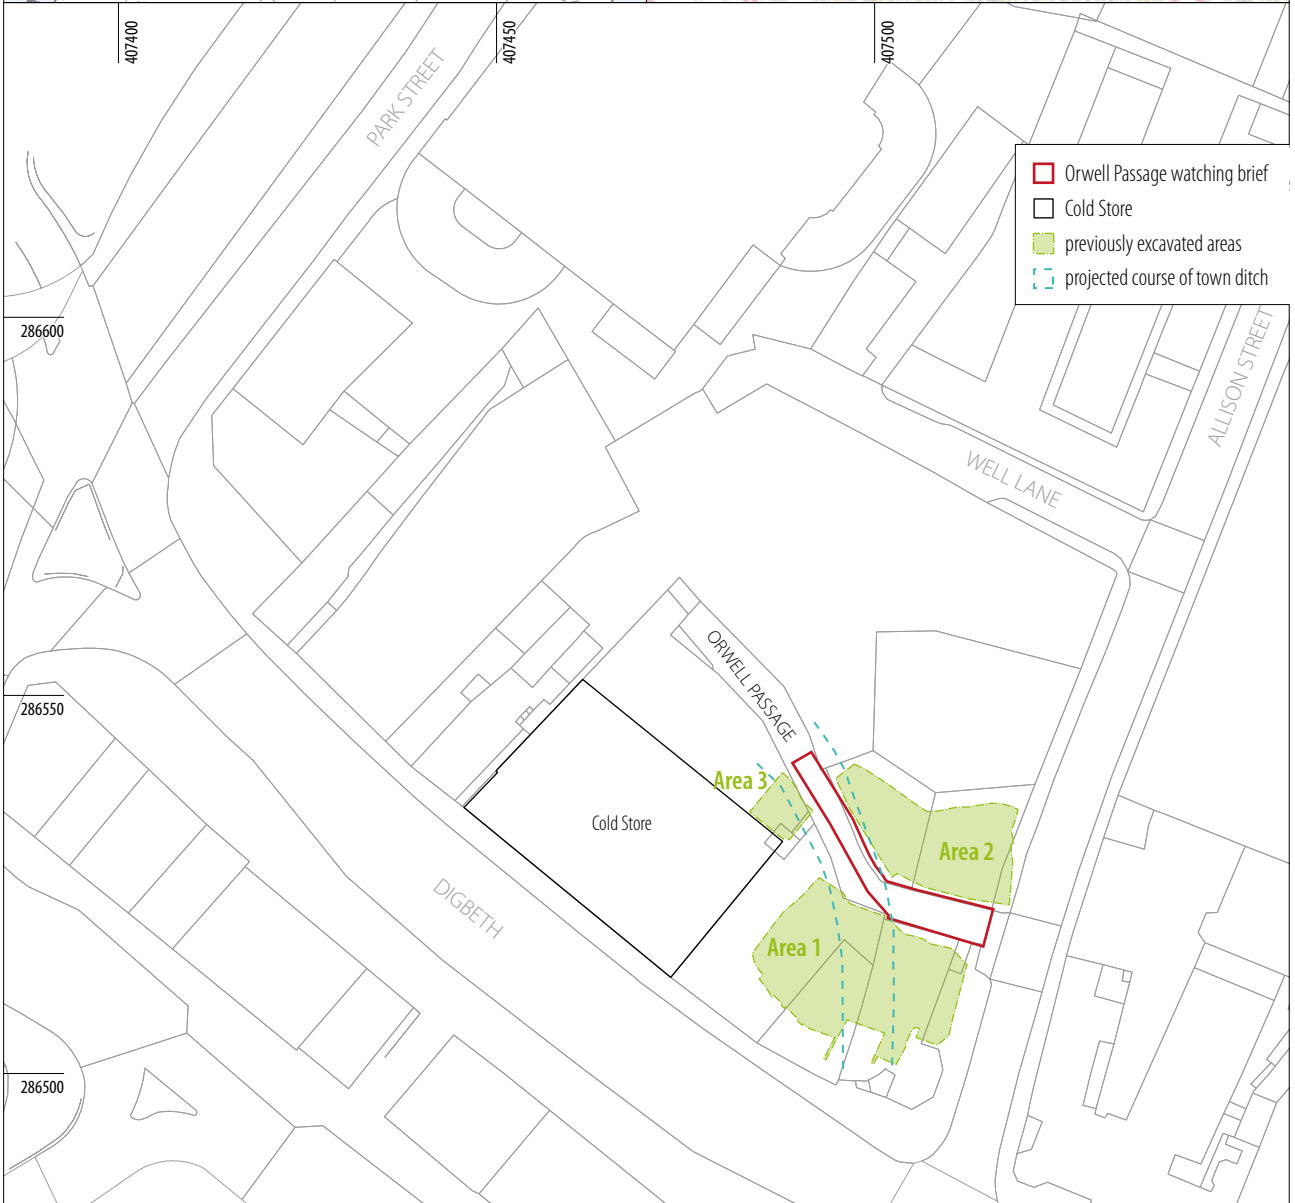 407400
407450
407500
PARK STREET
Orwell Passage watching brief
Cold Store
previously excavated areas
projected course of town ditch
286600
ALLISON STREET
WELL LANE
ORWELL PASSAGE
286550
Area 3
Cold Store
Area 2
DIGBETH
Area 1
286500